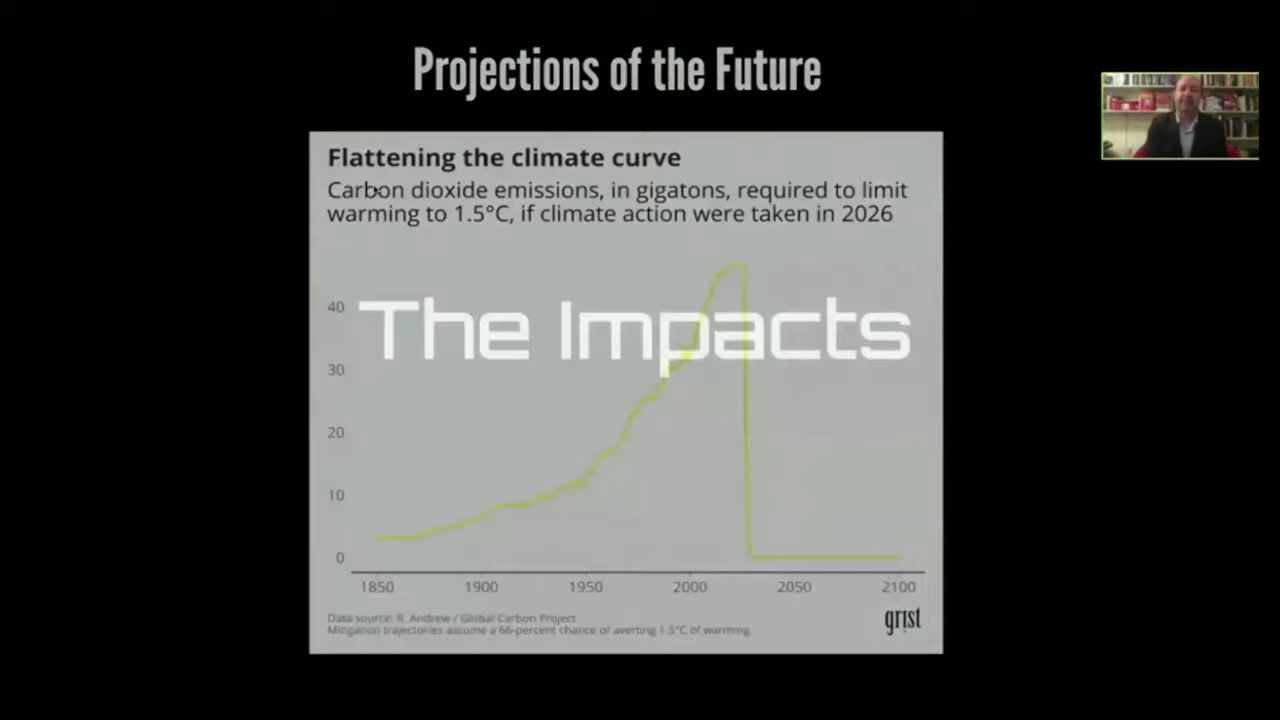 Projections of the Future
Flattening the climate curve
Carbon dioxide emissions, in gigatons, required to limit
warming to 1.5°C, if climate action were taken in 2026
40
The Impacts
30
20
10
0
1850 1900 1950 2000 2050 2100
Data source: R. Andrew / Global Carbon Project
Mitigation trajectories assume a 66-percent chance of averting 1.5°C of warming
grist